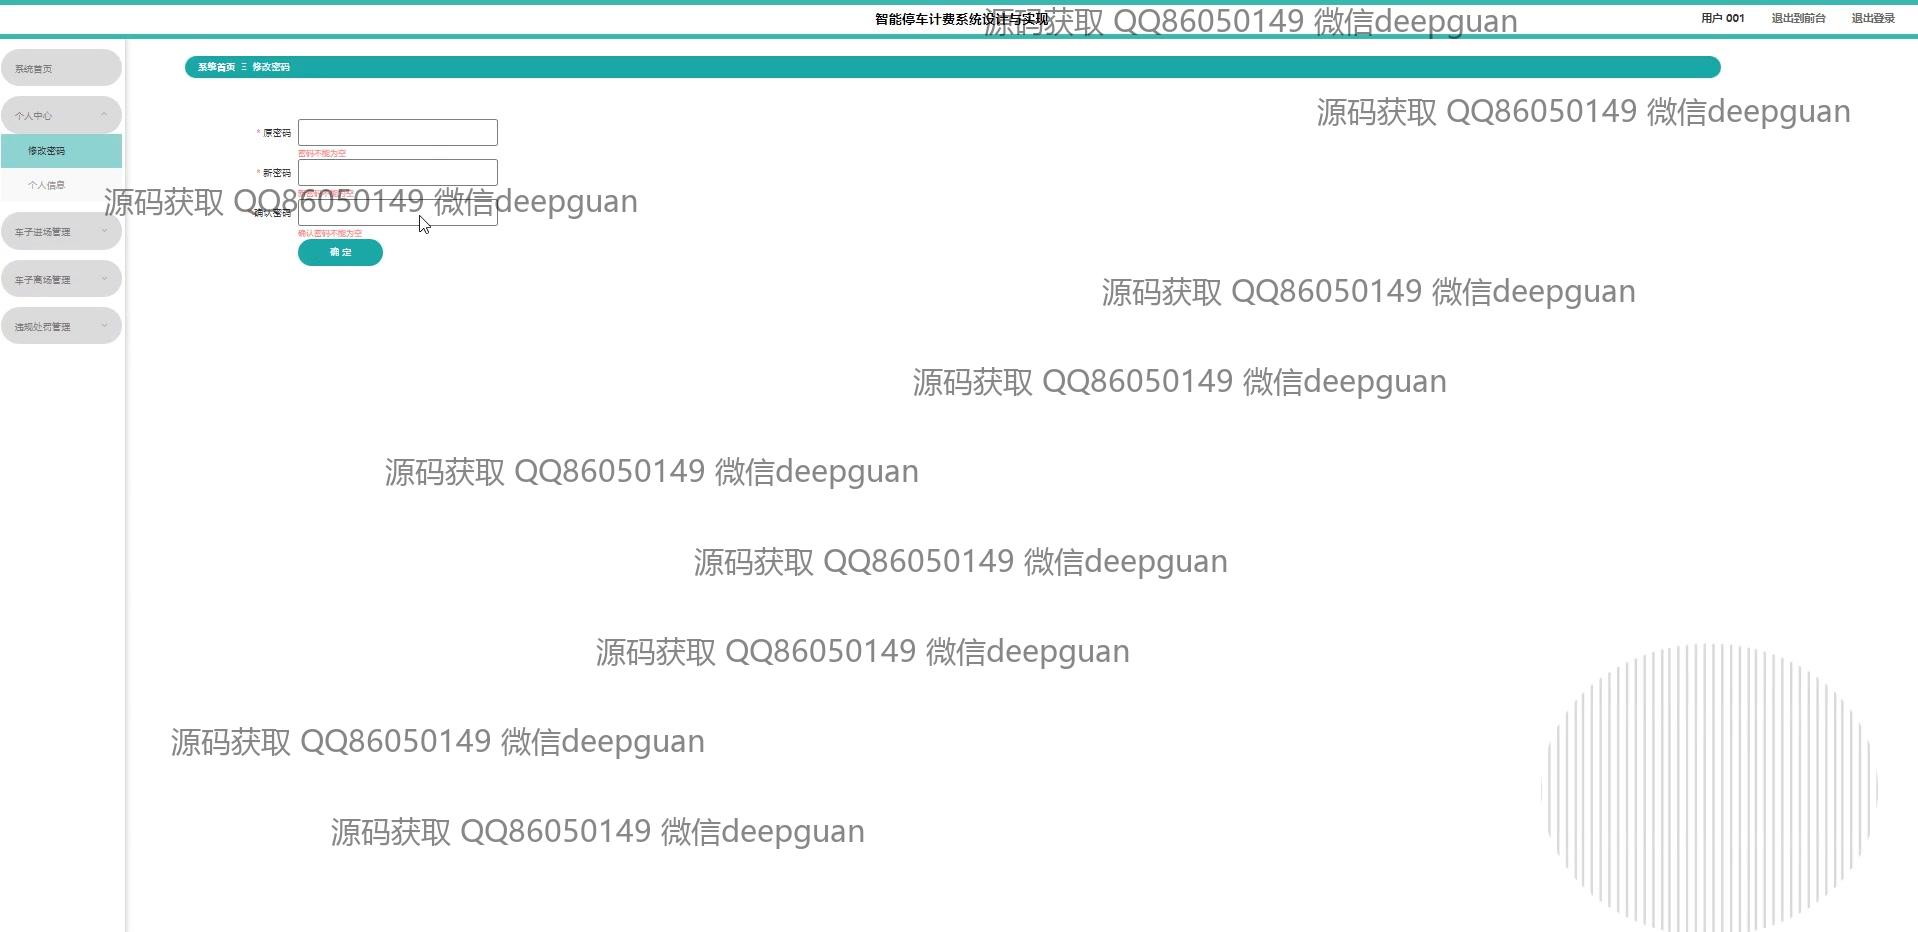 智能停车计费系统设计与实现
源码获取 QQ86050149 微信deepguan
用户 001
退出到前台
退出登录
系统首页
系统首页 Ξ 修改密码
个人中心
源码获取 QQ86050149 微信deepguan
* 原密码
修改密码
密码不能为空
* 新密码
个人信息
源码获取 QQ86050149 微信deepguan
确认密码
车子进场管理
确认密码不能为空
确 定
车子离场管理
源码获取 QQ86050149 微信deepguan
违规处罚管理
源码获取 QQ86050149 微信deepguan
源码获取 QQ86050149 微信deepguan
源码获取 QQ86050149 微信deepguan
源码获取 QQ86050149 微信deepguan
源码获取 QQ86050149 微信deepguan
源码获取 QQ86050149 微信deepguan